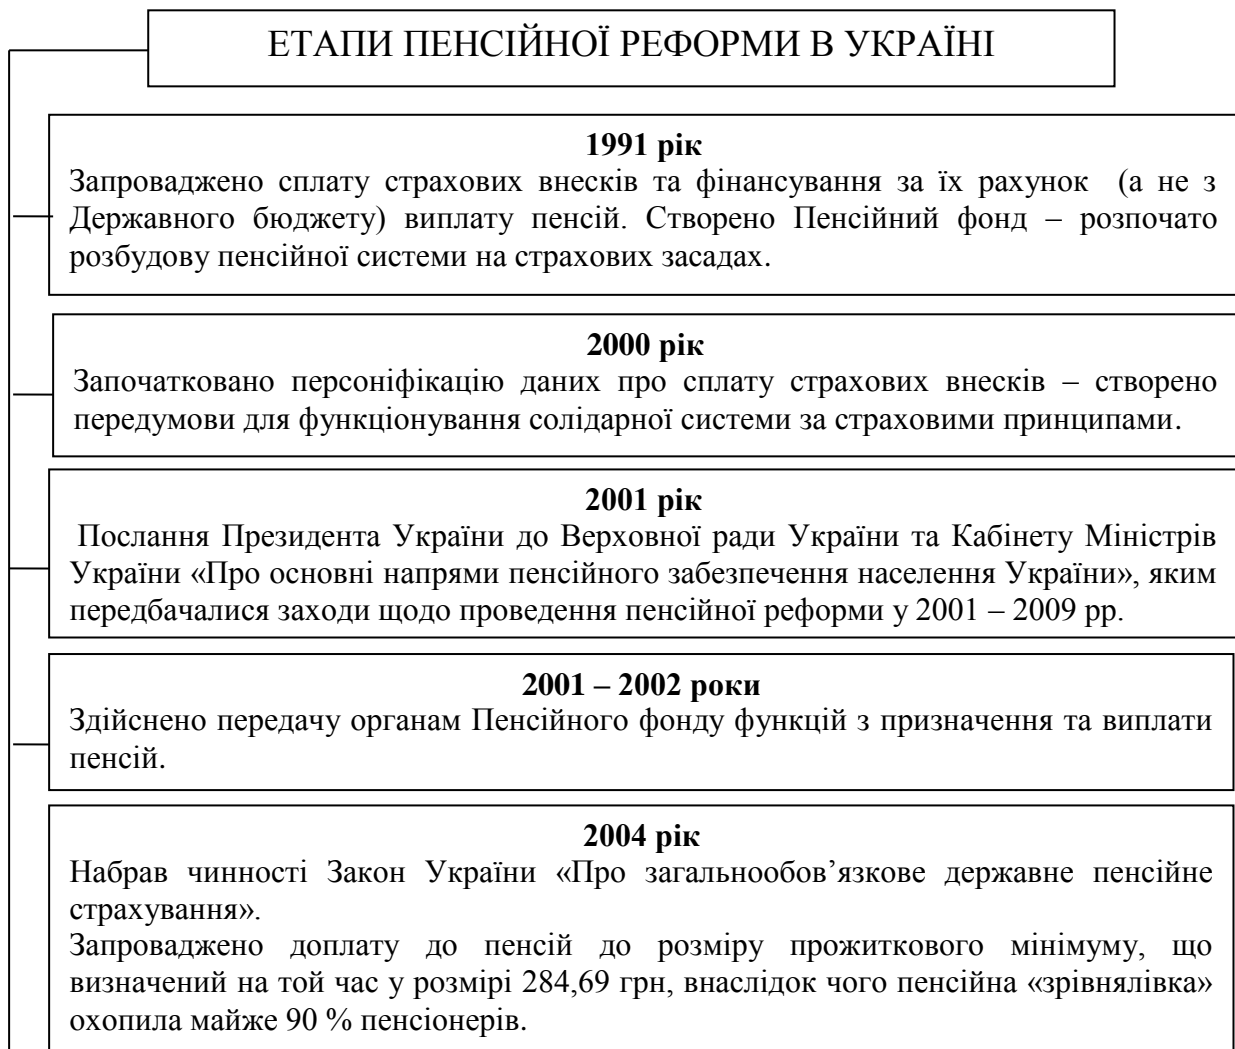 ЕТАПИ ПЕНСІЙНОЇ РЕФОРМИ В УКРАЇНІ
1991 рік
Запроваджено сплату страхових внесків та фінансування за їх рахунок (а не з
Державного бюджету) виплату пенсій. Створено Пенсійний фонд – розпочато
розбудову пенсійної системи на страхових засадах.
2000 рік
Започатковано персоніфікацію даних про сплату страхових внесків – створено
передумови для функціонування солідарної системи за страховими принципами.
2001 рік
Послання Президента України до Верховної ради України та Кабінету Міністрів
України «Про основні напрями пенсійного забезпечення населення України», яким
передбачалися заходи щодо проведення пенсійної реформи у 2001 – 2009 рр.
2001 – 2002 роки
Здійснено передачу органам Пенсійного фонду функцій з призначення та виплати
пенсій.
2004 рік
Набрав чинності Закон України «Про загальнообов’язкове державне пенсійне
страхування».
Запроваджено доплату до пенсій до розміру прожиткового мінімуму, що
визначений на той час у розмірі 284,69 грн, внаслідок чого пенсійна «зрівнялівка»
охопила майже 90 % пенсіонерів.